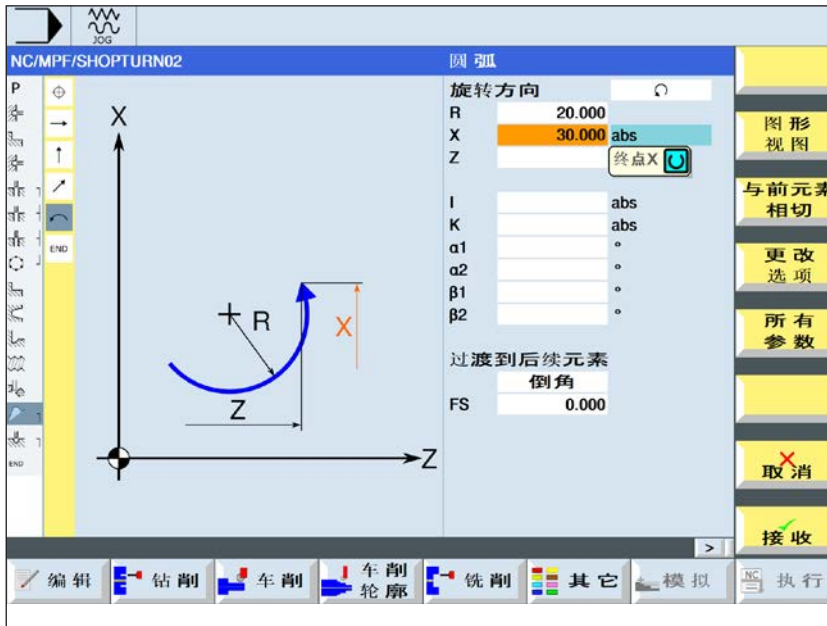 JOG
NC/MPF/SHOPTURN02
圆 弧
P
END
END
X
R
X
Z
Z
旋转方向
R 20.000
X 30.000 abs
Z
终点X
I abs
K abs
α1 °
α2 °
β1 °
β2 °
过渡到后续元素
倒角
FS 0.000
图形
视图
与前元素
相切
更改
选项
所有
参数
取消
接收
>
编辑
钻削
车削
车削
轮廓
铣削
其它
模拟
NC
执行